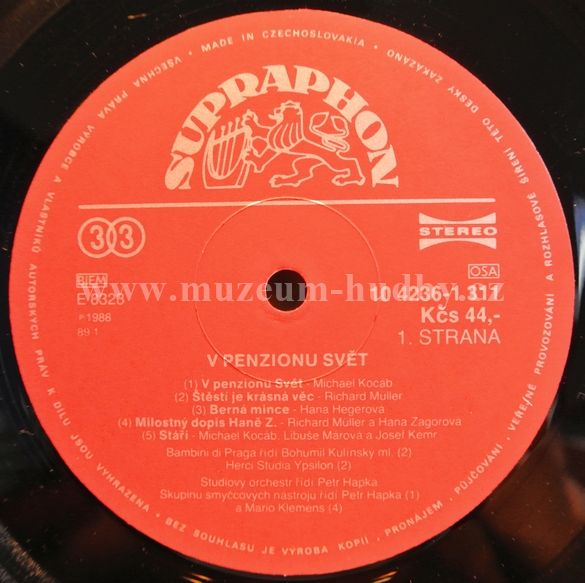 VŠECHNA PRÁVA VÝROBCE A VLASTNÍKŮ AUTORSKÝCH PRÁV K DÍLU JSOU VYHRAZENA • BEZ SOUHLASU JE VÝROBA KOPIÍ, PRONÁJEM, PŮJČOVÁNÍ, VEŘEJNÉ PROVOZOVÁNÍ A ROZHLASOVÉ ŠÍŘENÍ TÉTO DESKY ZAKÁZÁNO •
MADE IN CZECHOSLOVAKIA
SUPRAPHON
33
STEREO
BIEM
OSA
E 6328
10 4236-1.311
www.muzeum-hudby.cz
℗ 1988
Kčs 44,-
89 1
1. STRANA
V PENZIONU SVĚT
(1) V penzionu Svět - Michael Kocáb
(2) Štěstí je krásná věc - Richard Müller
(3) Berná mince - Hana Hegerová
(4) Milostný dopis Haně Z. - Richard Müller a Hana Zagorová
(5) Stáří - Michael Kocáb, Libuše Márová a Josef Kemr
Bambini di Praga řídí Bohumil Kulínský ml. (2)
Herci Studia Ypsilon (2)
Studiový orchestr řídí Petr Hapka
Skupinu smyčcových nástrojů řídí Petr Hapka (1)
a Mario Klemens (4)